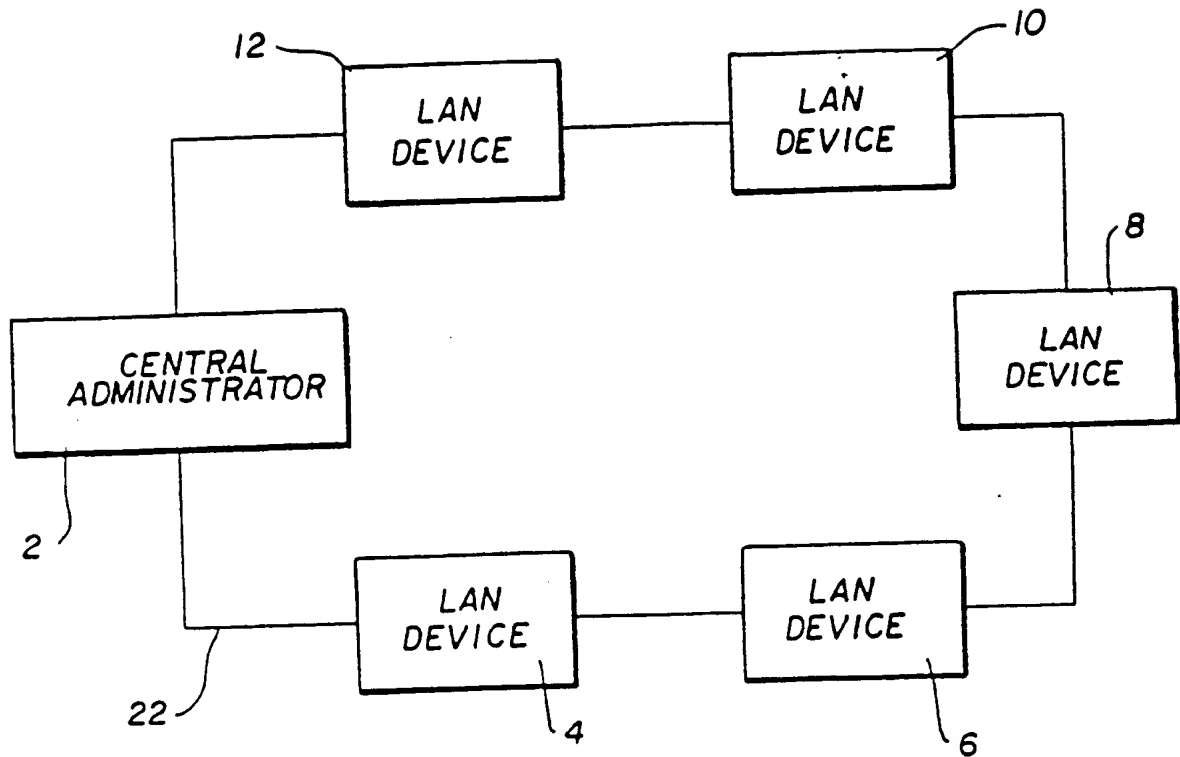 12
10
LAN
DEVICE
LAN
DEVICE
8
CENTRAL
ADMINISTRATOR
LAN
DEVICE
2
LAN
DEVICE
LAN
DEVICE
22
4
6